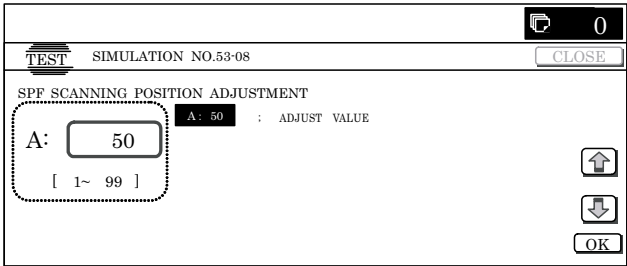 0
TEST SIMULATION NO.53-08 CLOSE
SPF SCANNING POSITION ADJUSTMENT
A: 50 ; ADJUST VALUE
A: 50
[ 1~ 99 ]
OK